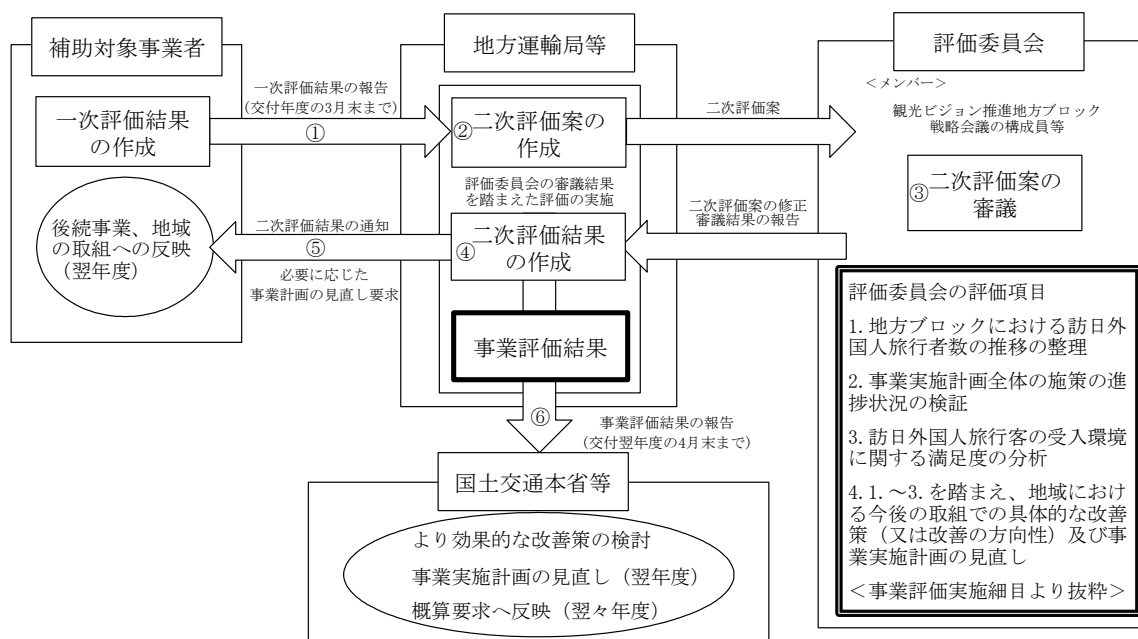 補助対象事業者
地方運輸局等
評価委員会
一次評価結果の報告
(交付年度の3月末まで)
①
一次評価結果
の作成
②二次評価案の
作成
二次評価案
＜メンバー＞
観光ビジョン推進地方ブロック
戦略会議の構成員等
③二次評価案の
審議
評価委員会の審議結果
を踏まえた評価の実施
二次評価案の修正
審議結果の報告
④二次評価結果
の作成
二次評価結果の通知
⑤
必要に応じた
事業計画の見直し要求
後続事業、地域
の取組への反映
（翌年度）
事業評価結果
⑥
事業評価結果の報告
(交付翌年度の4月末まで)
国土交通本省等
より効果的な改善策の検討
事業実施計画の見直し（翌年度）
概算要求へ反映（翌々年度）
評価委員会の評価項目
1.地方ブロックにおける訪日外
国人旅行者数の推移の整理
2.事業実施計画全体の施策の進
捗状況の検証
3.訪日外国人旅行客の受入環境
に関する満足度の分析
4.1.～3.を踏まえ、地域におけ
る今後の取組での具体的な改善
策（又は改善の方向性）及び事
業実施計画の見直し
＜事業評価実施細目より抜粋＞